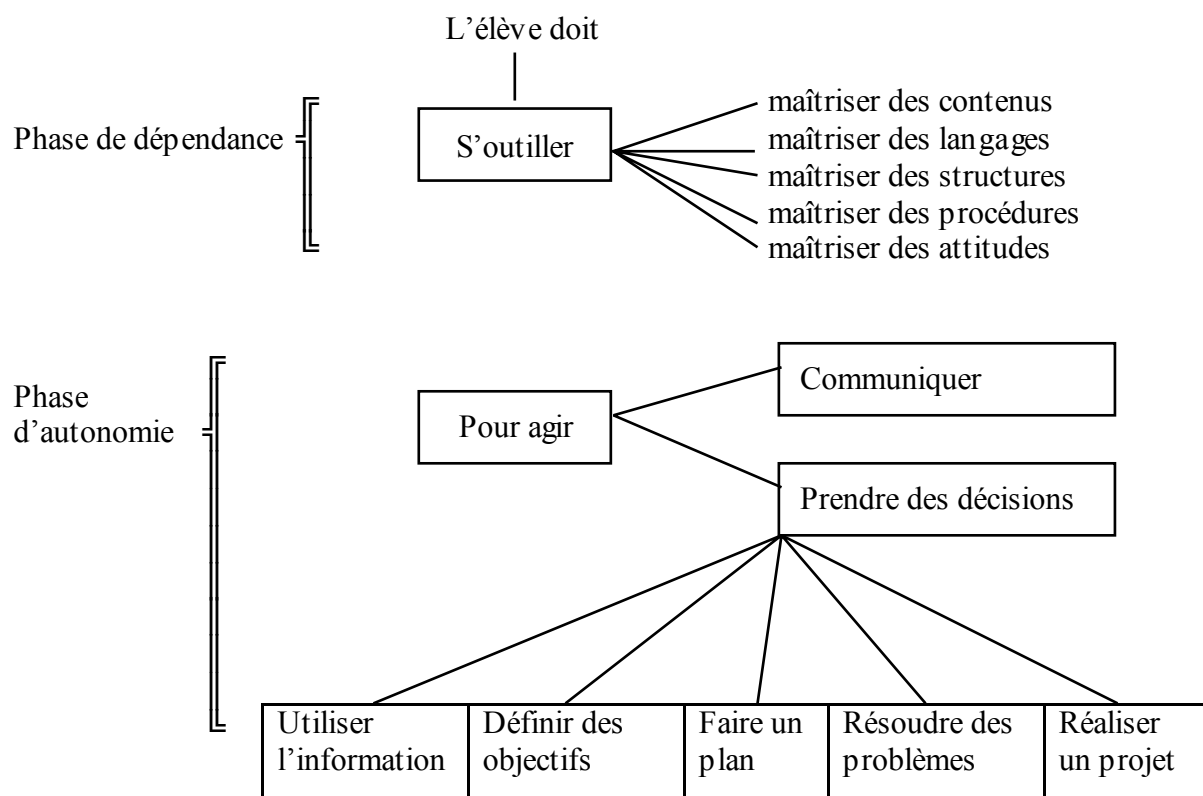 L’élève doit
Phase de dépendance
S’outiller
maîtriser des contenus
maîtriser des langages
maîtriser des structures
maîtriser des procédures
maîtriser des attitudes
Phase
d’autonomie
Pour agir
Communiquer
Prendre des décisions
Utiliser
l’information
Définir des
objectifs
Faire un
plan
Résoudre des
problèmes
Réaliser
un projet